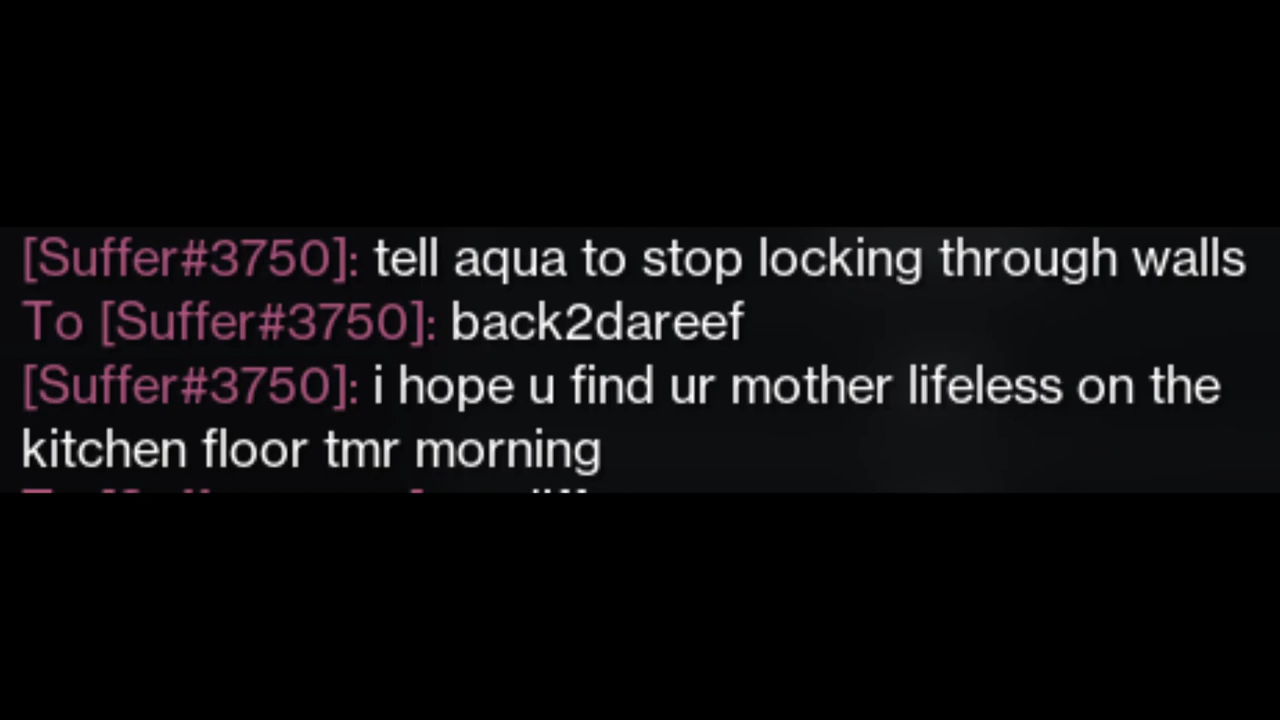 [Suffer#3750]: tell aqua to stop locking through walls
To [Suffer#3750]: back2dareef
[Suffer#3750]: i hope u find ur mother lifeless on the
kitchen floor tmr morning